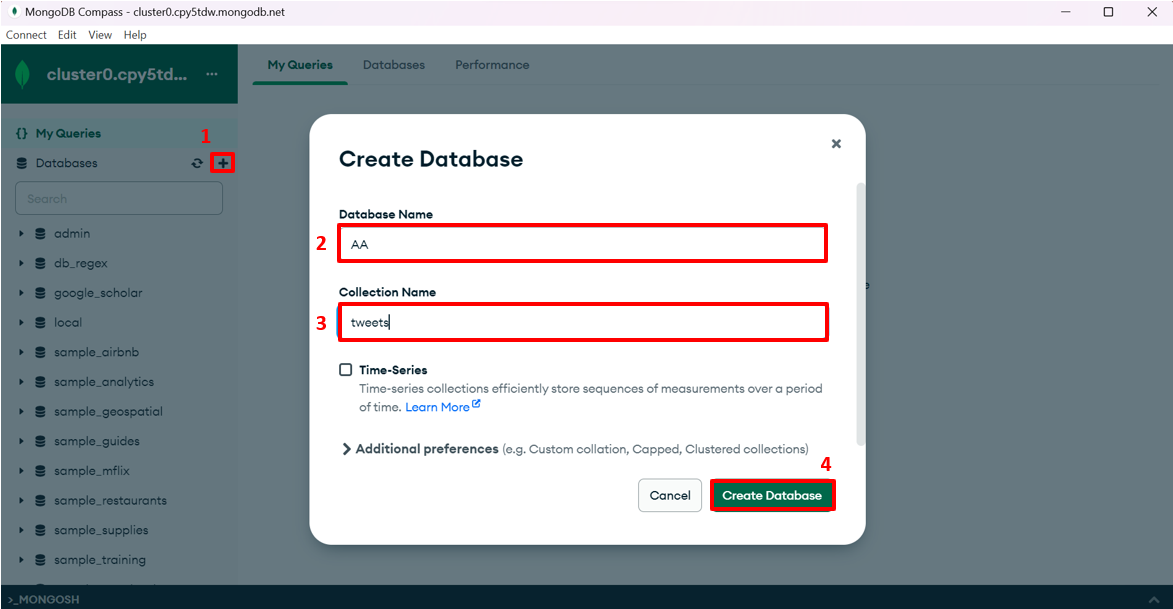 MongoDB Compass - cluster0.cpy5tdw.mongodb.net
Connect Edit View Help
cluster0.cpy5td... ...
My Queries Databases Performance
{} My Queries
1
Databases
Search
admin
db_regex
google_scholar
local
sample_airbnb
sample_analytics
sample_geospatial
sample_guides
sample_mflix
sample_restaurants
sample_supplies
sample_training
Create Database
Database Name
2 AA
Collection Name
3 tweets
Time-Series
Time-series collections efficiently store sequences of measurements over a period
of time. Learn More
Additional preferences (e.g. Custom collation, Capped, Clustered collections)
4
Cancel Create Database
>_MONGOSH